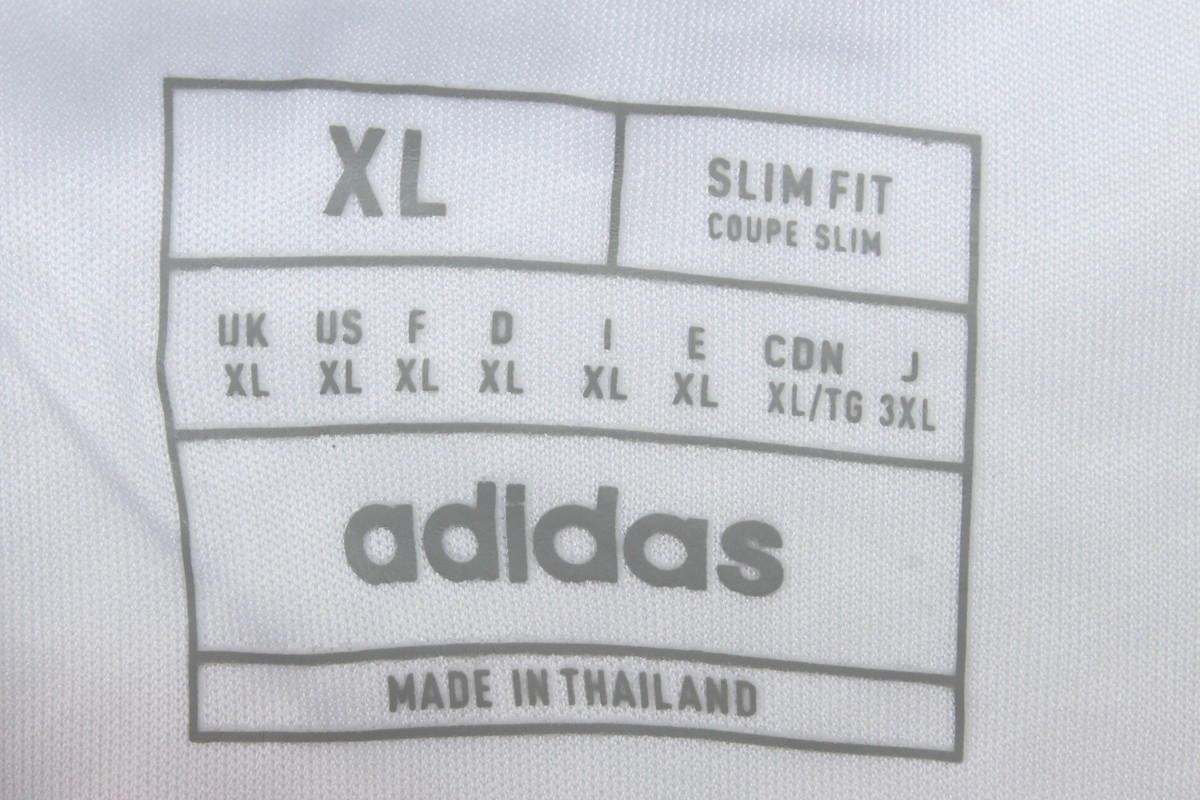 XL
SLIM FIT
COUPE SLIM
UK US F D I E CDN J
XL XL XL XL XL XL XL/TG 3XL
adidas
MADE IN THAILAND